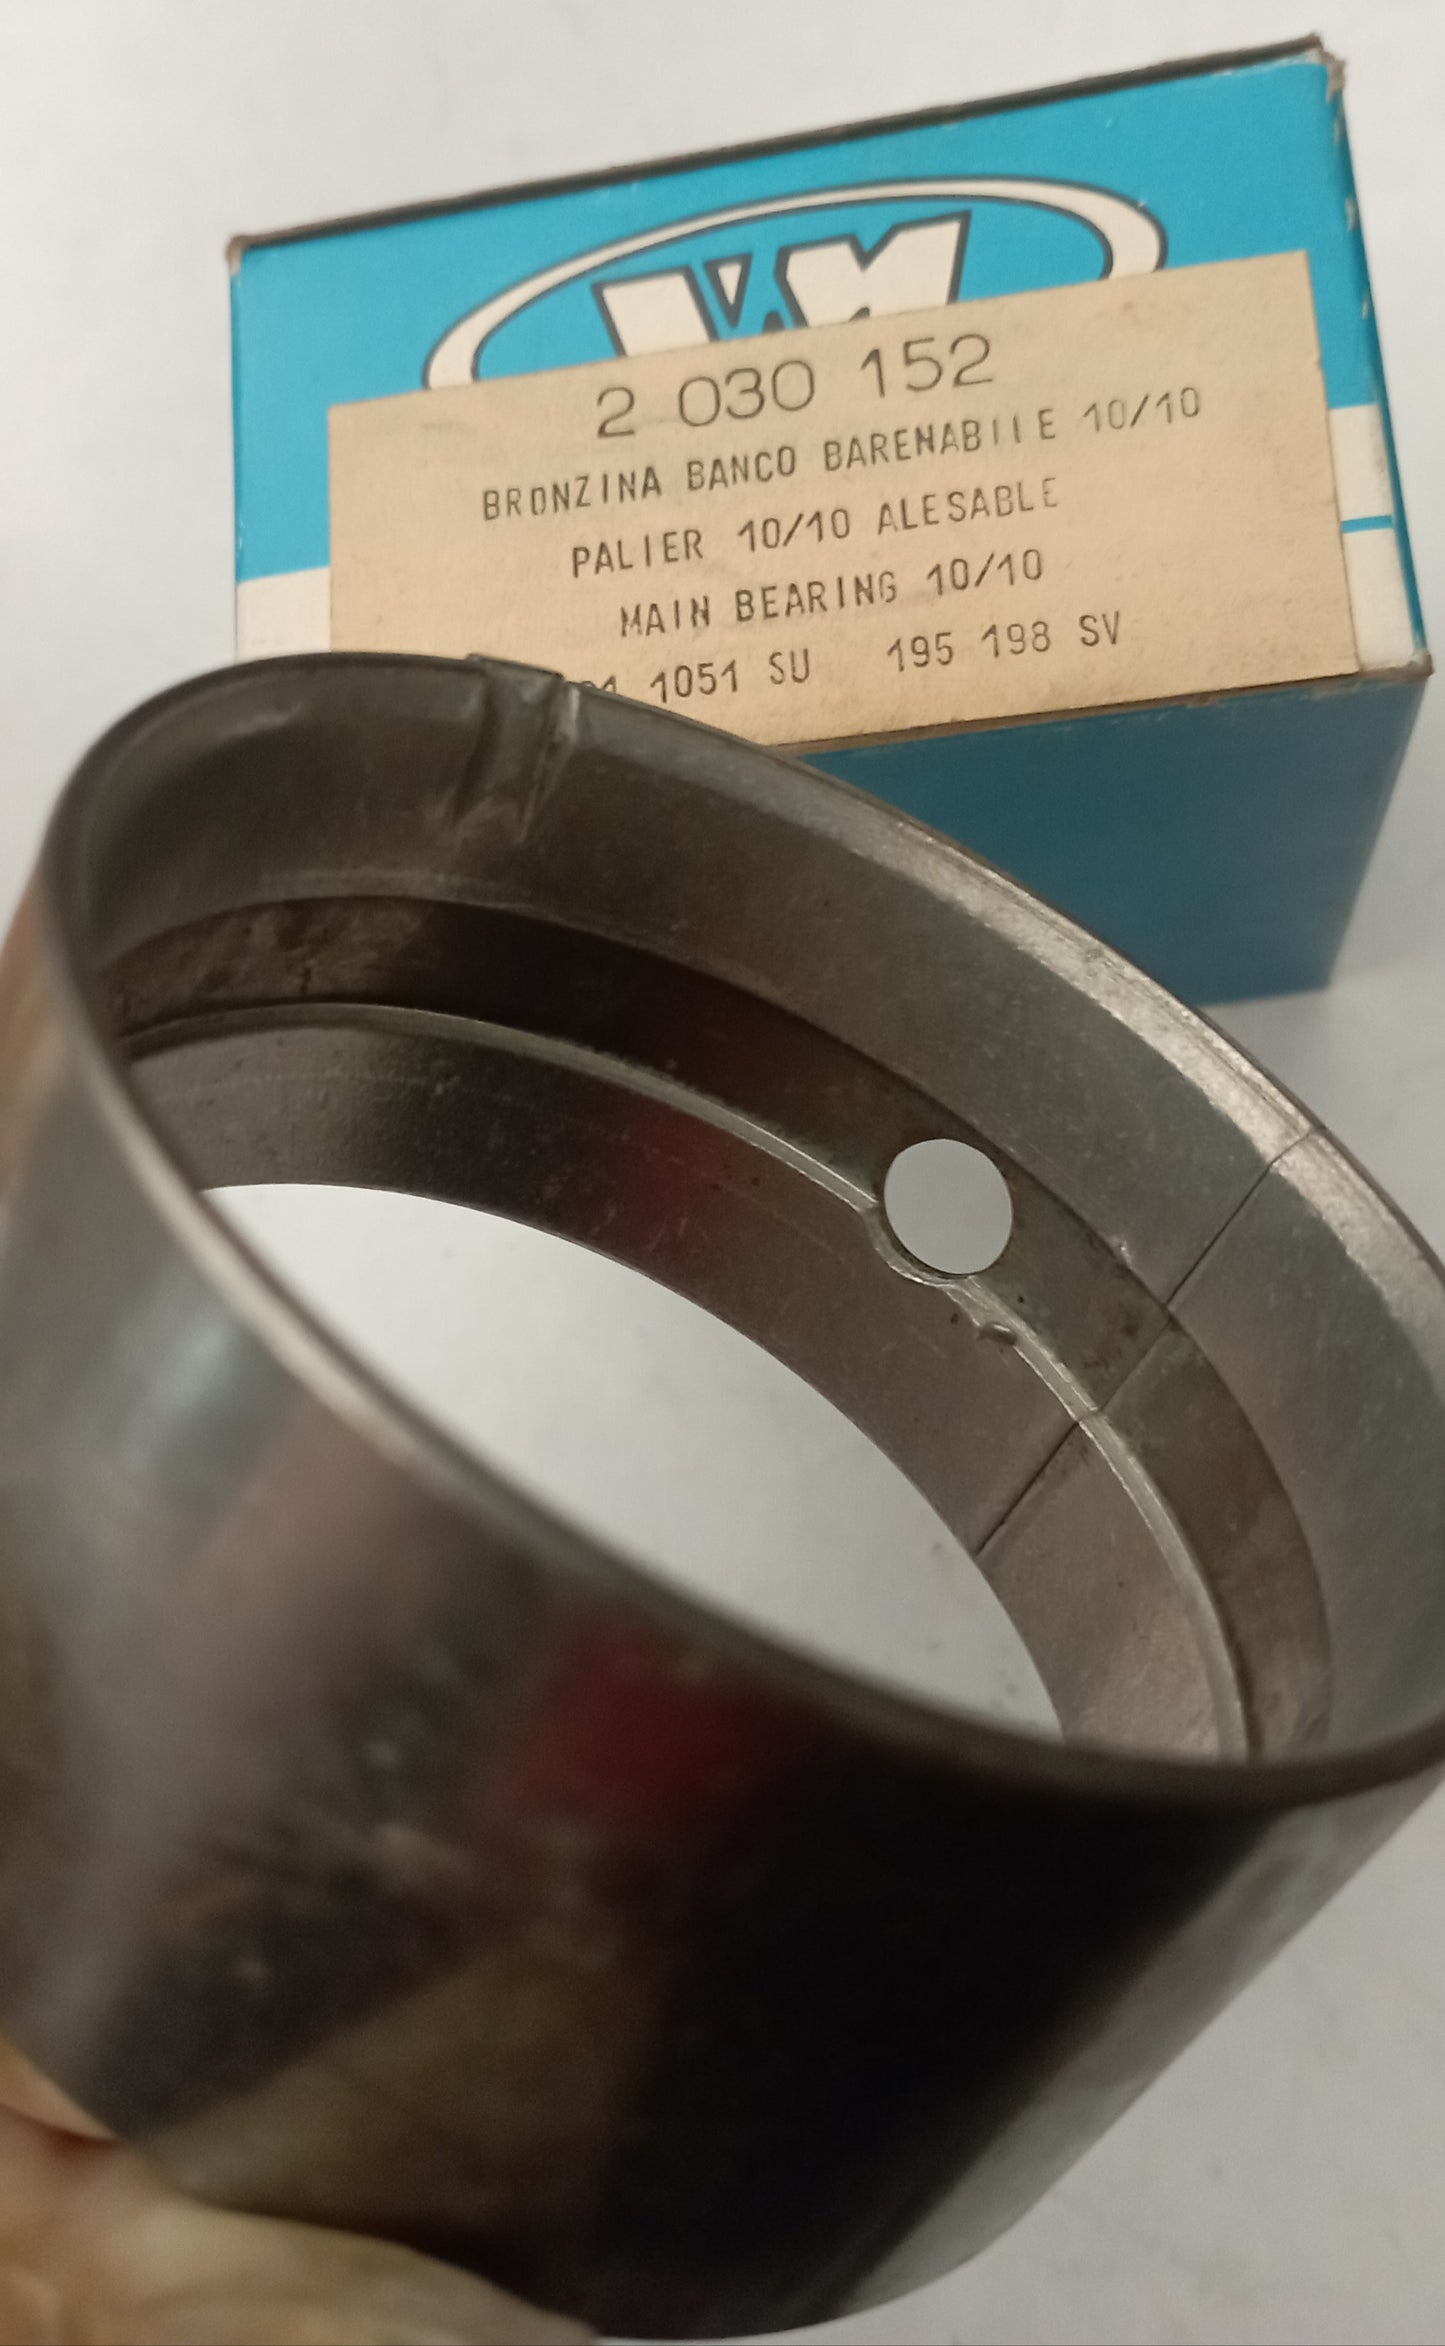 VM
2 030 152
BRONZINA BANCO BARENABILE 10/10
PALIER 10/10 ALESABLE
MAIN BEARING 10/10
1051 SU 195 198 SV